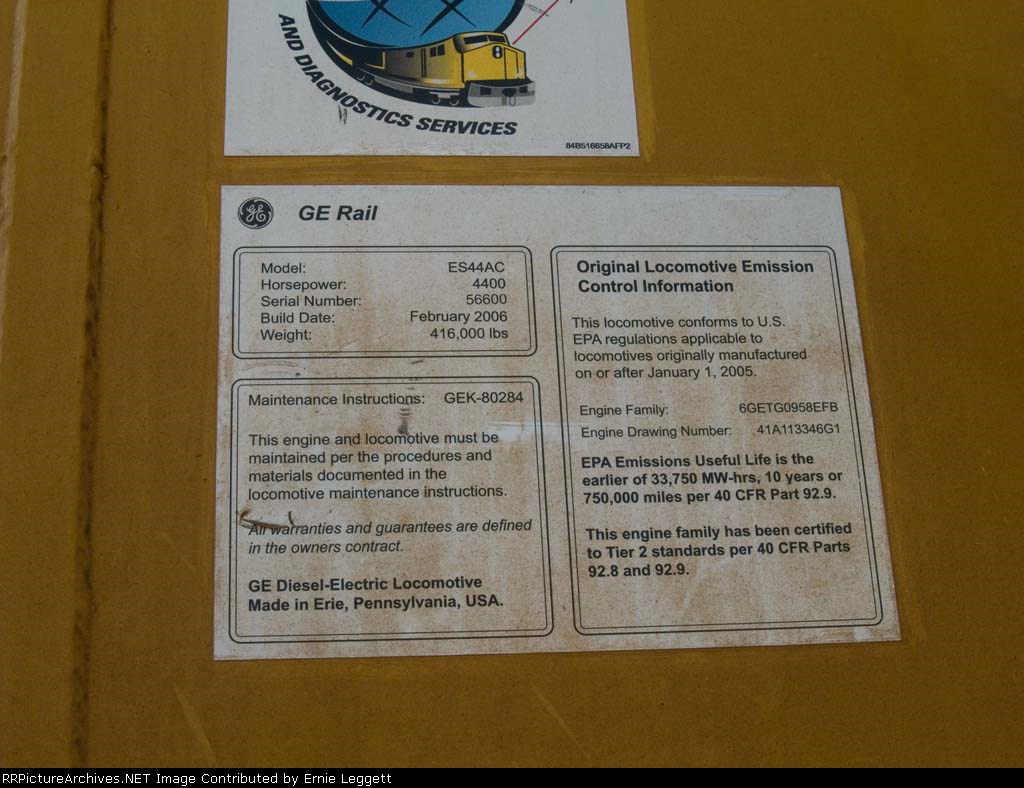 AND DIAGNOSTICS SERVICES
84B516658AFP2
GE
GE Rail
Model: ES44AC
Horsepower: 4400
Serial Number: 56600
Build Date: February 2006
Weight: 416,000 lbs
Maintenance Instructions: GEK-80284
This engine and locomotive must be
maintained per the procedures and
materials documented in the
locomotive maintenance instructions.
All warranties and guarantees are defined
in the owners contract.
GE Diesel-Electric Locomotive
Made in Erie, Pennsylvania, USA.
Original Locomotive Emission
Control Information
This locomotive conforms to U.S.
EPA regulations applicable to
locomotives originally manufactured
on or after January 1, 2005.
Engine Family: 6GETG0958EFB
Engine Drawing Number: 41A113346G1
EPA Emissions Useful Life is the
earlier of 33,750 MW-hrs, 10 years or
750,000 miles per 40 CFR Part 92.9.
This engine family has been certified
to Tier 2 standards per 40 CFR Parts
92.8 and 92.9.
RRPictureArchives.NET Image Contributed by Ernie Leggett